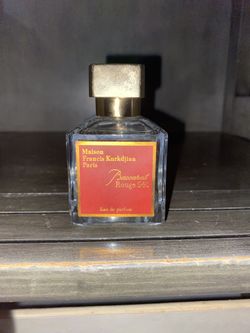 Maison
Francis Kurkdjian
Paris
Baccarat
Rouge 540
Eau de parfum